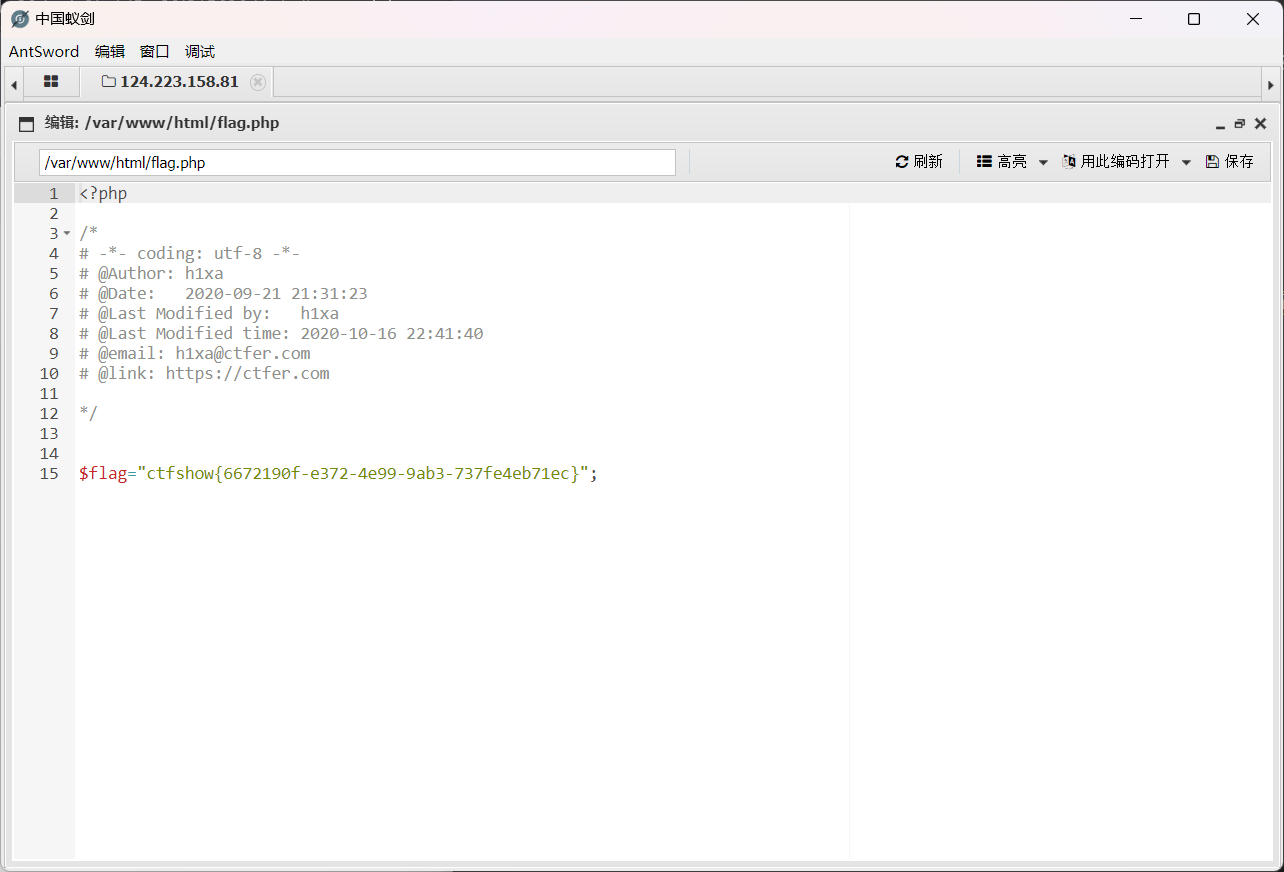 中国蚁剑
AntSword 编辑 窗口 调试
124.223.158.81
编辑: /var/www/html/flag.php
/var/www/html/flag.php 刷新 高亮 用此编码打开 保存
1 <?php
2
3 /*
4 # -*- coding: utf-8 -*-
5 # @Author: h1xa
6 # @Date:   2020-09-21 21:31:23
7 # @Last Modified by:   h1xa
8 # @Last Modified time: 2020-10-16 22:41:40
9 # @email: h1xa@ctfer.com
10 # @link: https://ctfer.com
11
12 */
13
14
15 $flag="ctfshow{6672190f-e372-4e99-9ab3-737fe4eb71ec}";